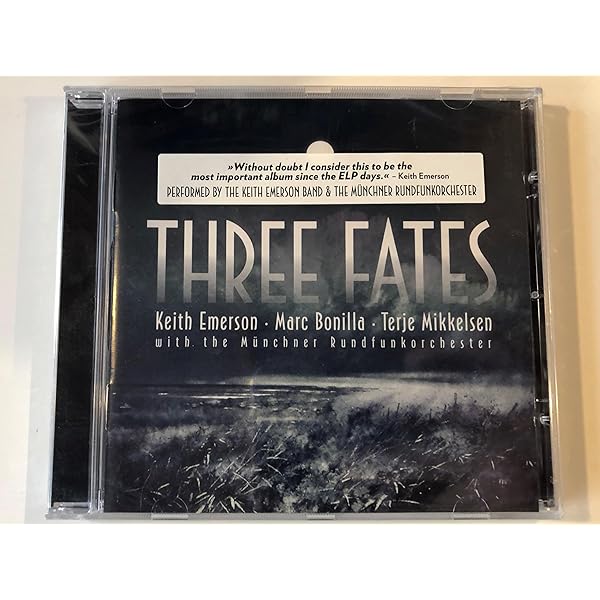 »Without doubt I consider this to be the
most important album since the ELP days.« – Keith Emerson
PERFORMED BY THE KEITH EMERSON BAND & THE MÜNCHNER RUNDFUNKORCHESTER
THREE FATES
Keith Emerson · Marc Bonilla · Terje Mikkelsen
with the Münchner Rundfunkorchester